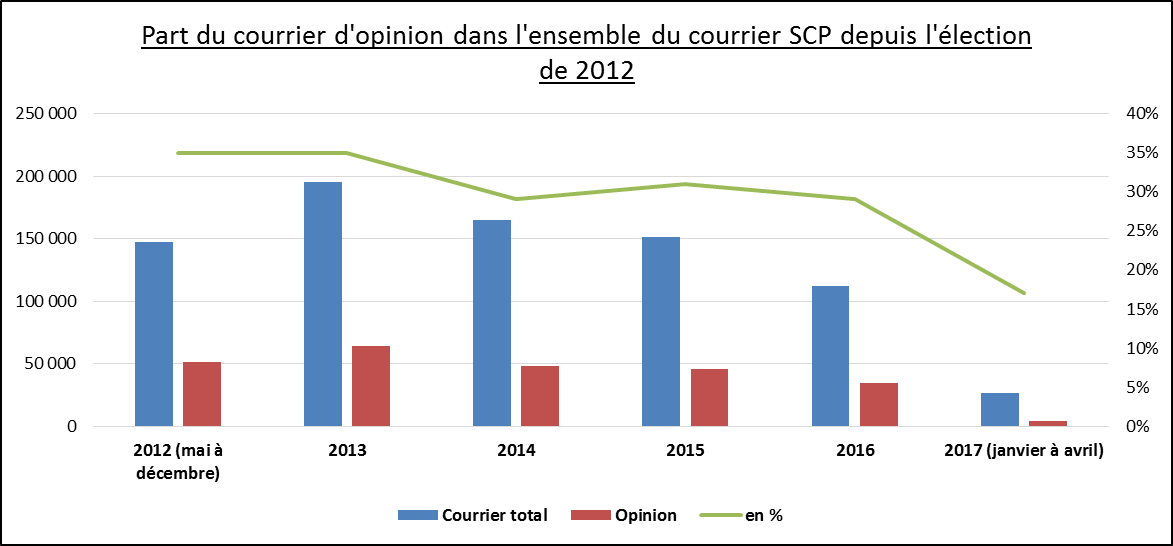 Part du courrier d'opinion dans l'ensemble du courrier SCP depuis l'élection
de 2012
250 000
200 000
150 000
100 000
50 000
0
40%
35%
30%
25%
20%
15%
10%
5%
0%
2012 (mai à
décembre)
2013
2014
2015
2016
2017 (janvier à avril)
Courrier total
Opinion
en %